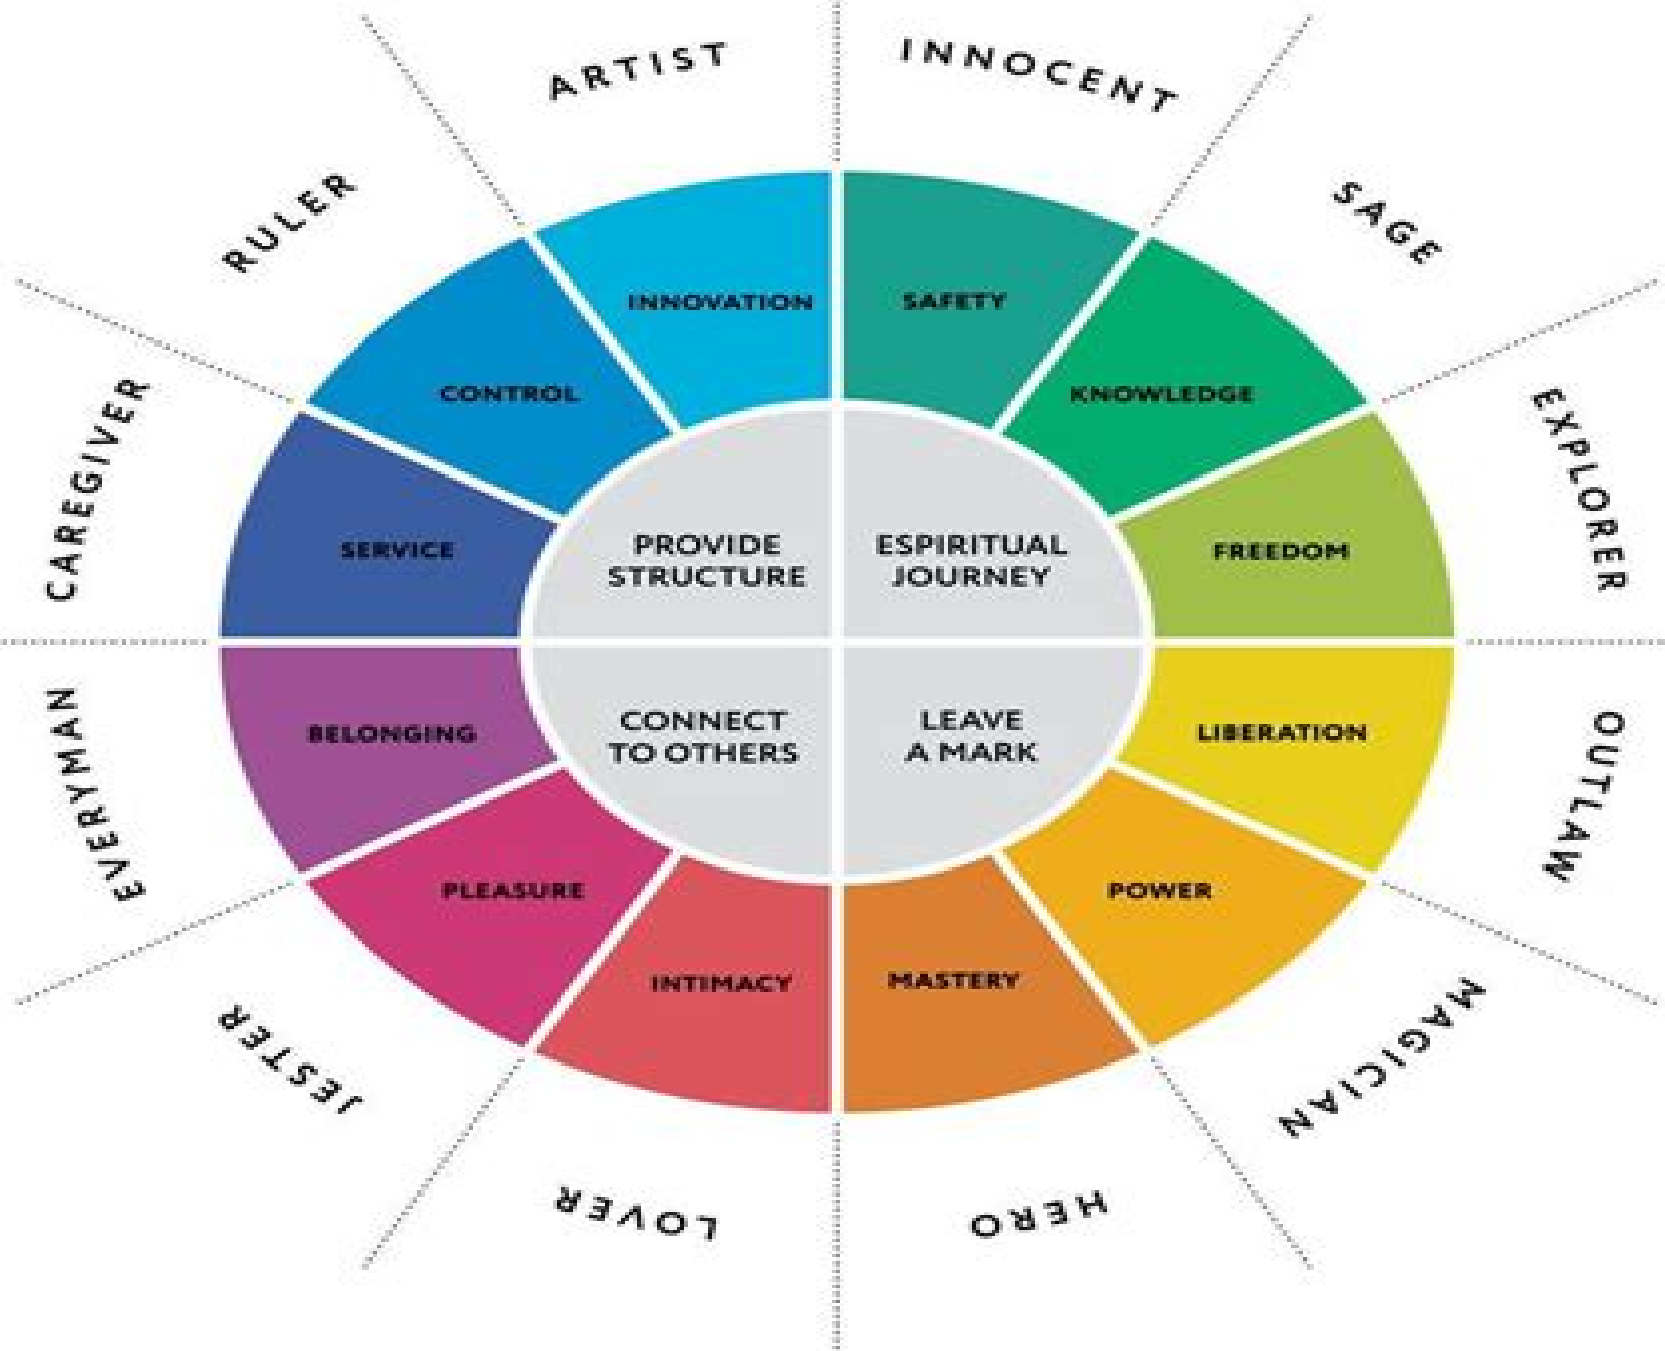 ARTIST
INNOCENT
SAGE
EXPLORER
OUTLAW
MAGICIAN
HERO
LOVER
JESTER
EVERYMAN
CAREGIVER
RULER
INNOVATION
SAFETY
KNOWLEDGE
FREEDOM
LIBERATION
POWER
MASTERY
INTIMACY
PLEASURE
BELONGING
SERVICE
CONTROL
PROVIDE
STRUCTURE
ESPIRITUAL
JOURNEY
CONNECT
TO OTHERS
LEAVE
A MARK